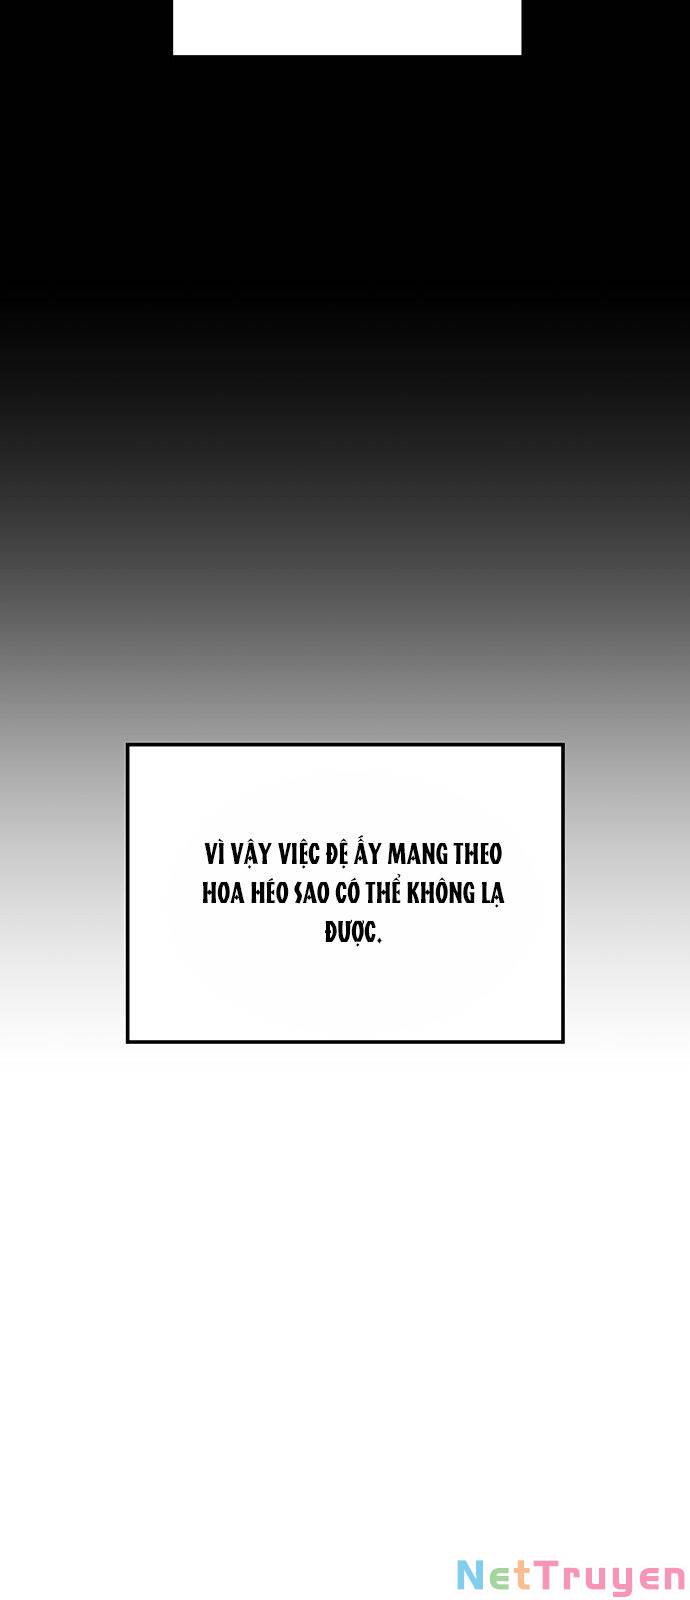 VÌ VẬY VIỆC ĐỆ ẤY MANG THEO
HOA HÉO SAO CÓ THỂ KHÔNG LẠ
ĐƯỢC.
NetTruyen